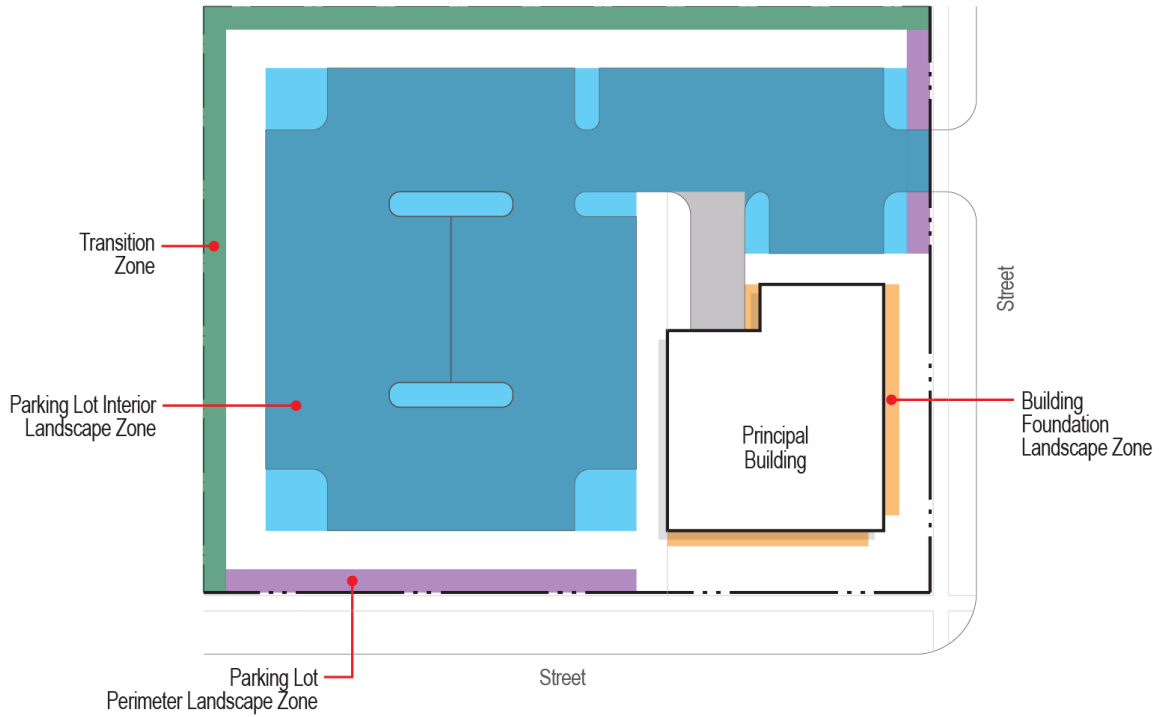 Transition
Zone
Street
Parking Lot Interior
Landscape Zone
Building
Foundation
Landscape Zone
Principal
Building
Parking Lot
Perimeter Landscape Zone
Street